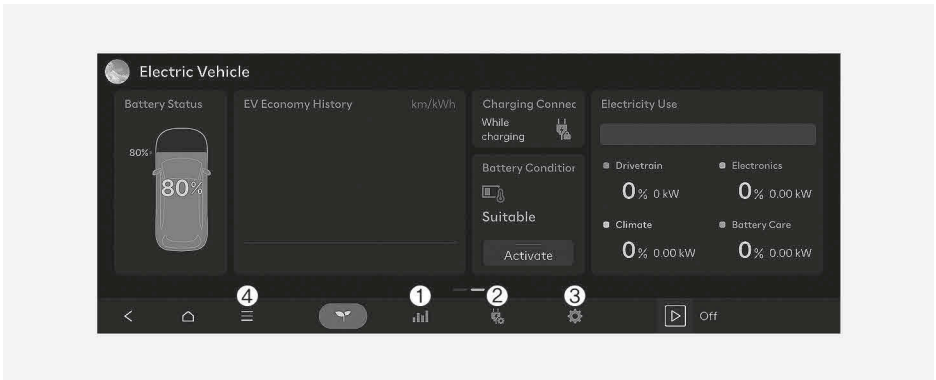 Electric Vehicle
Battery Status
80%
80%
EV Economy History km/kWh
Charging Connec
While
charging
Battery Condition
Suitable
Activate
Electricity Use
Drivetrain
0% 0 kW
Electronics
0% 0.00 kW
Climate
0% 0.00 kW
Battery Care
0% 0.00 kW
4
1
2
3
Off